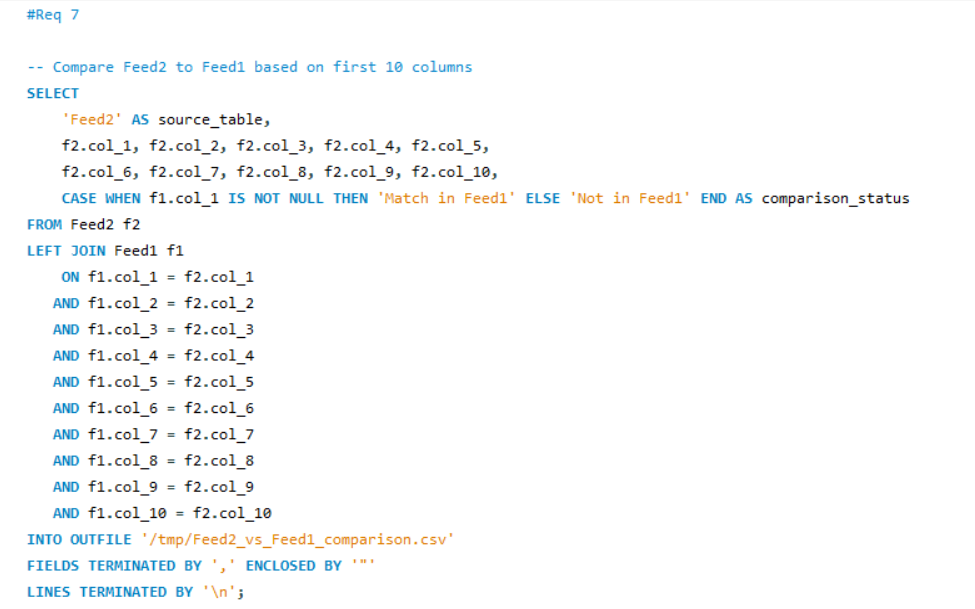 #Req 7
-- Compare Feed2 to Feed1 based on first 10 columns
SELECT
    'Feed2' AS source_table,
    f2.col_1, f2.col_2, f2.col_3, f2.col_4, f2.col_5,
    f2.col_6, f2.col_7, f2.col_8, f2.col_9, f2.col_10,
    CASE WHEN f1.col_1 IS NOT NULL THEN 'Match in Feed1' ELSE 'Not in Feed1' END AS comparison_status
FROM Feed2 f2
LEFT JOIN Feed1 f1
    ON f1.col_1 = f2.col_1
   AND f1.col_2 = f2.col_2
   AND f1.col_3 = f2.col_3
   AND f1.col_4 = f2.col_4
   AND f1.col_5 = f2.col_5
   AND f1.col_6 = f2.col_6
   AND f1.col_7 = f2.col_7
   AND f1.col_8 = f2.col_8
   AND f1.col_9 = f2.col_9
   AND f1.col_10 = f2.col_10
INTO OUTFILE '/tmp/Feed2_vs_Feed1_comparison.csv'
FIELDS TERMINATED BY ',' ENCLOSED BY '"'
LINES TERMINATED BY '\n';